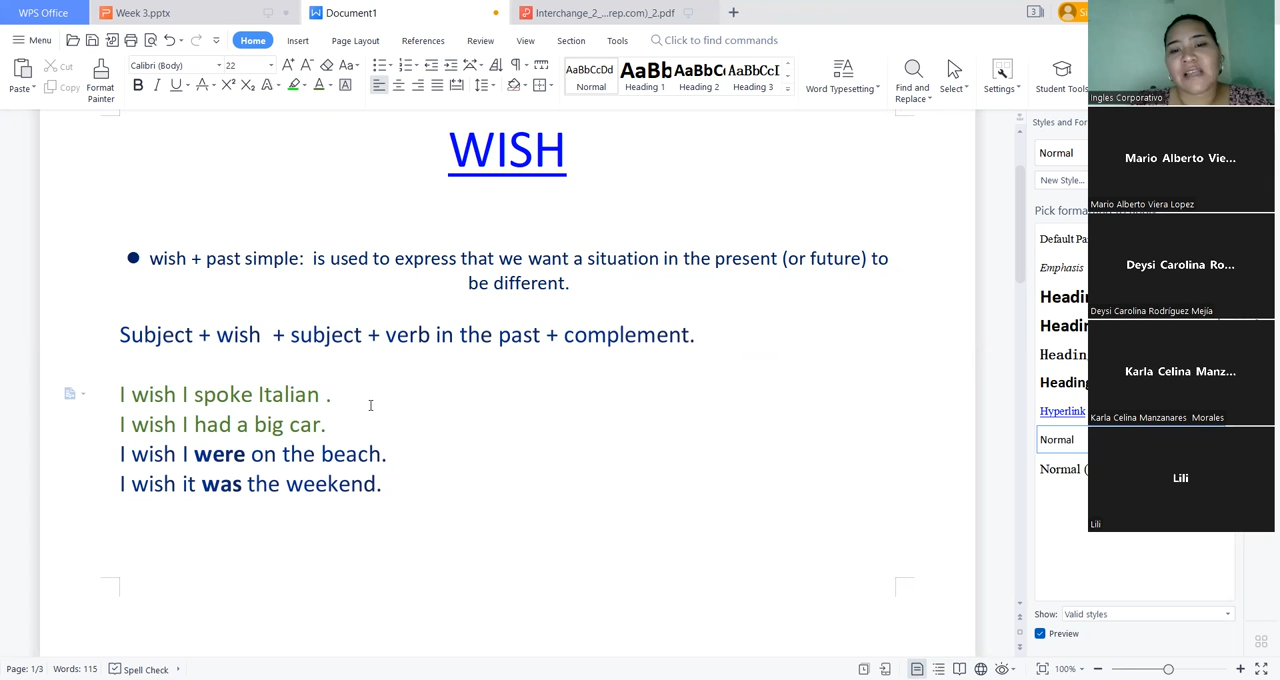 WPS Office Week 3.pptx Document1 Interchange_2_...rep.com)_2.pdf + 3
Menu Home Insert Page Layout References Review View Section Tools Click to find commands
Paste Cut Copy Format Painter Calibri (Body) 22 AaBbCcDd Normal AaBb Heading 1 AaBbC Heading 2 AaBbCcI Heading 3 Word Typesetting Find and Replace Select Settings Student Tools
Ingles Corporativo
WISH
● wish + past simple:  is used to express that we want a situation in the present (or future) to
be different.
Subject + wish  + subject + verb in the past + complement.
I wish I spoke Italian .
I wish I had a big car.
I wish I were on the beach.
I wish it was the weekend.
Styles and For
Normal
New Style...
Pick forma
Default Pa
Emphasis
Headi
Headi
Headin
Headi
Hyperlink
Normal
Normal (
Show: Valid styles
Preview
Mario Alberto Vie...
Mario Alberto Viera Lopez
Deysi Carolina Ro...
Deysi Carolina Rodríguez Mejía
Karla Celina Manz...
Karla Celina Manzanares Morales
Lili
Lili
Page: 1/3 Words: 115 Spell Check 100%